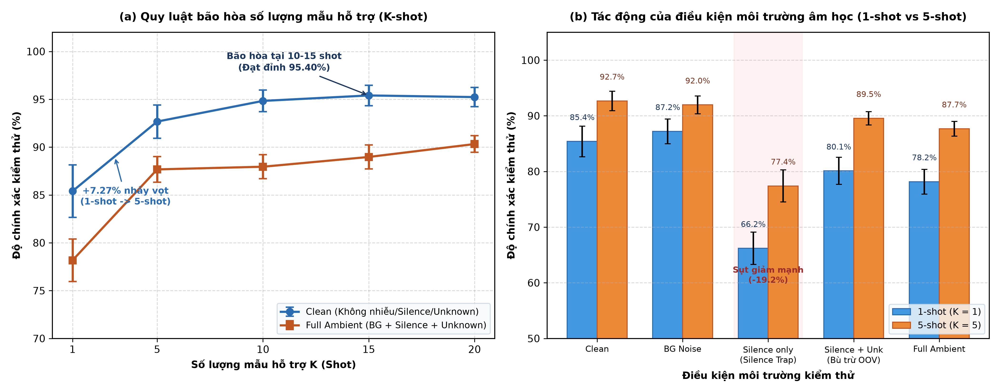 (a) Quy luật bão hòa số lượng mẫu hỗ trợ (K-shot)
Độ chính xác kiểm thử (%)
100
95
90
85
80
75
70
Bão hòa tại 10-15 shot
(Đạt đỉnh 95.40%)
+7.27% nhảy vọt
(1-shot -> 5-shot)
Clean (Không nhiễu/Silence/Unknown)
Full Ambient (BG + Silence + Unknown)
1 5 10 15 20
Số lượng mẫu hỗ trợ K (Shot)
(b) Tác động của điều kiện môi trường âm học (1-shot vs 5-shot)
Độ chính xác kiểm thử (%)
100
90
80
70
60
50
85.4%
92.7%
87.2%
92.0%
66.2%
77.4%
80.1%
89.5%
78.2%
87.7%
Sụt giảm mạnh
(-19.2%)
1-shot (K = 1)
5-shot (K = 5)
Clean
BG Noise
Silence only
(Silence Trap)
Silence + Unk
(Bù trừ OOV)
Full Ambient
Điều kiện môi trường kiểm thử